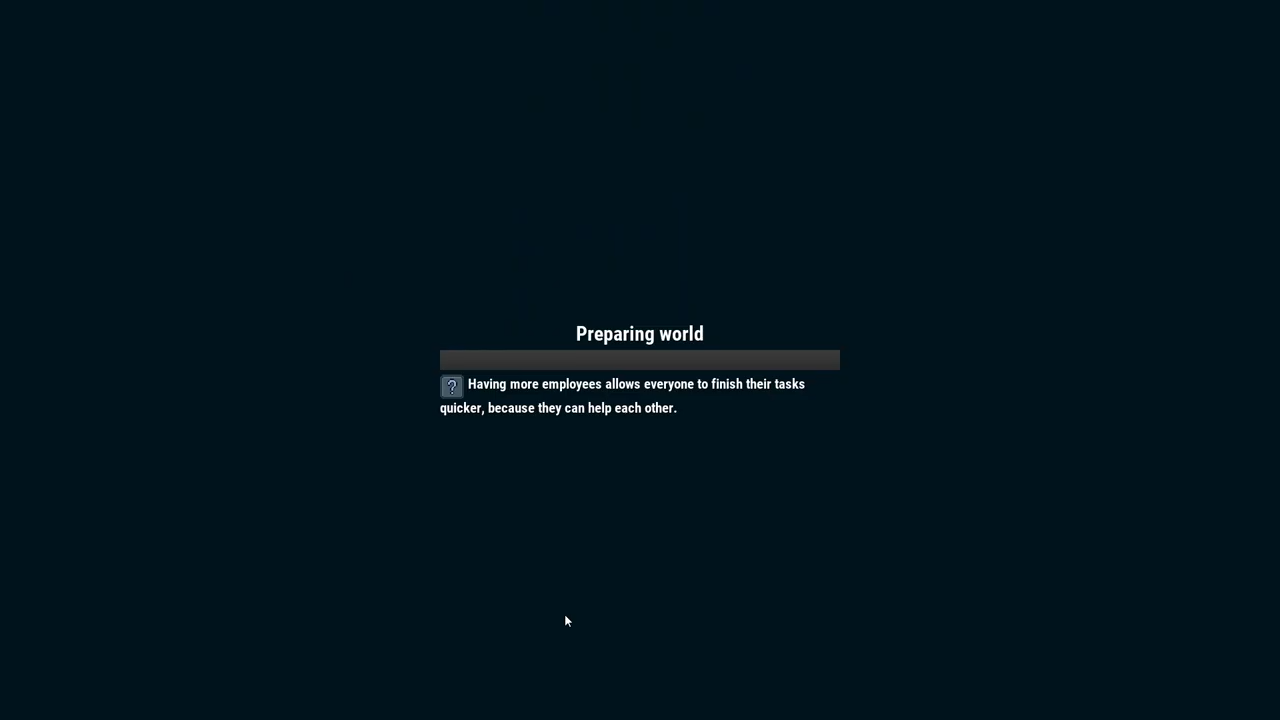 Preparing world
? Having more employees allows everyone to finish their tasks
quicker, because they can help each other.